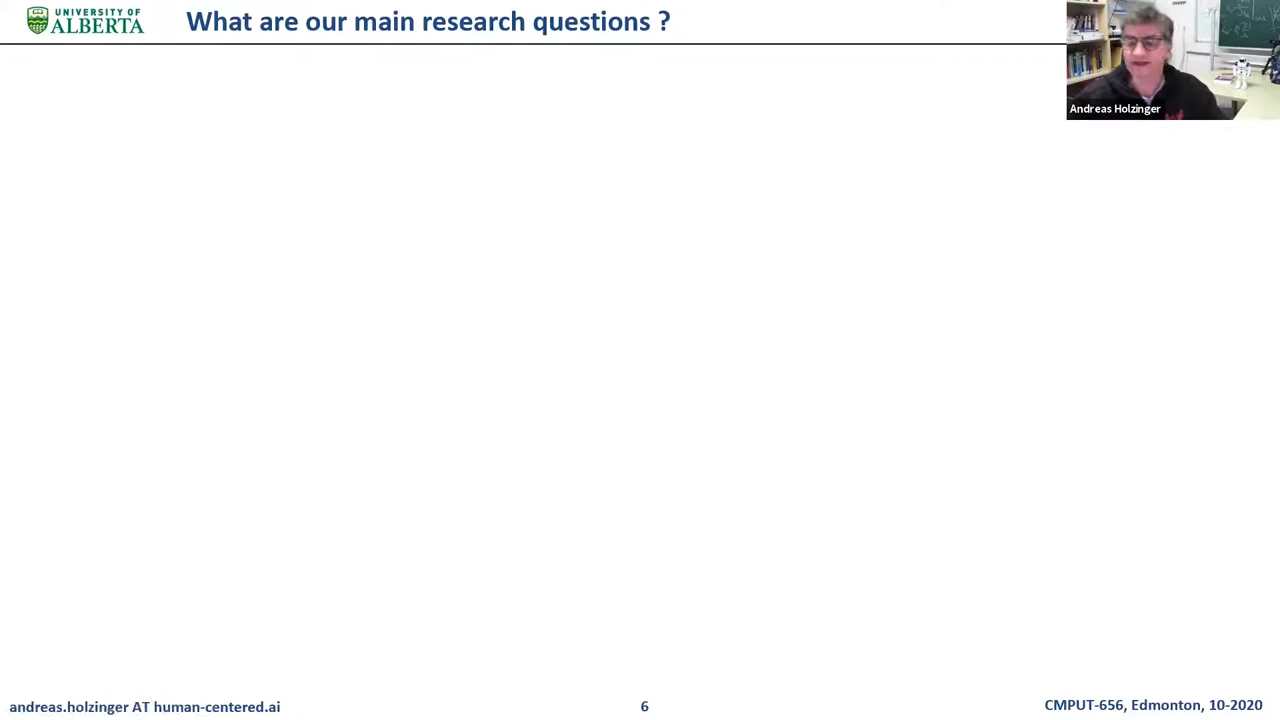 UNIVERSITY OF
ALBERTA
What are our main research questions ?
Andreas Holzinger
andreas.holzinger AT human-centered.ai
6
CMPUT-656, Edmonton, 10-2020